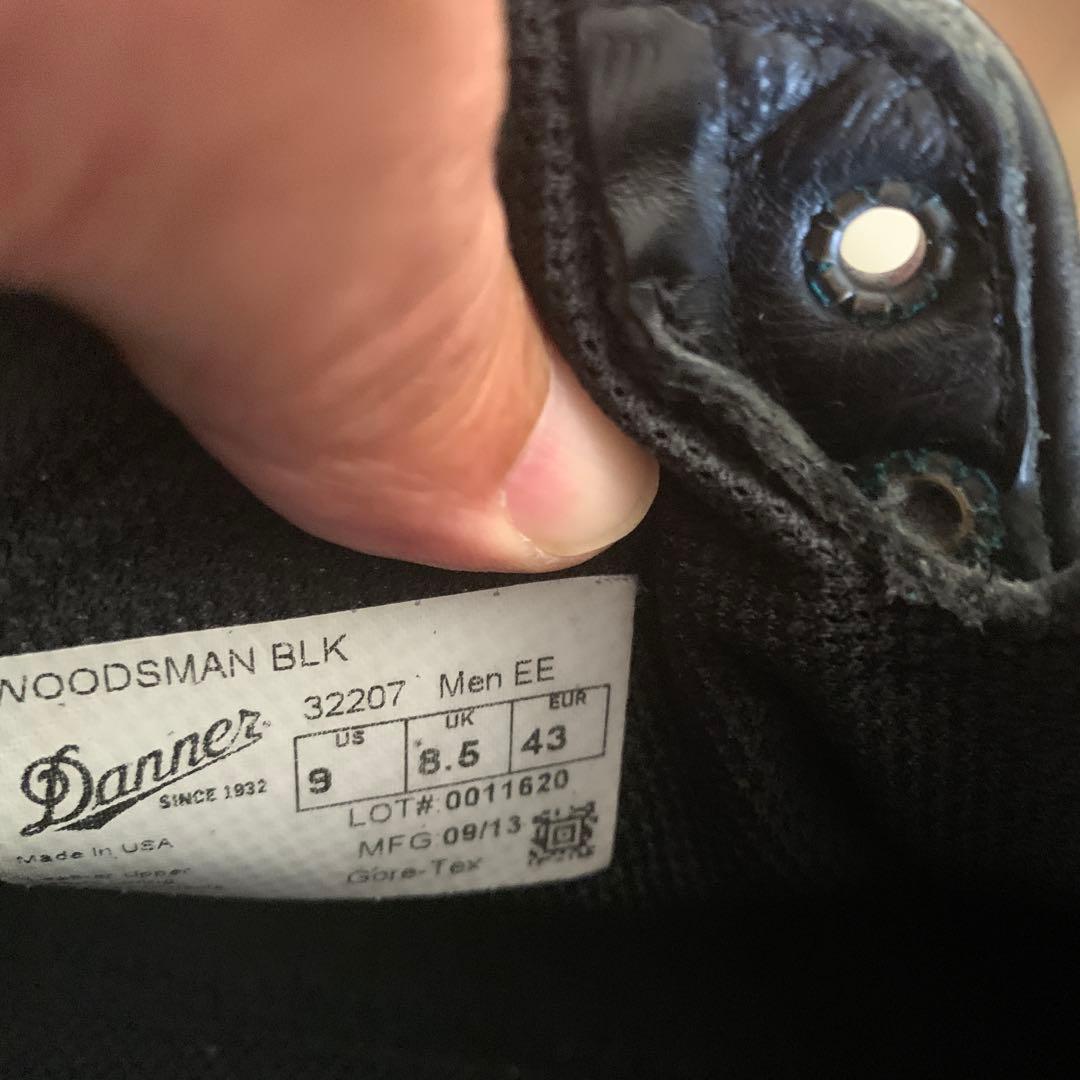 WOODSMAN BLK
32207 Men EE
Danner
SINCE 1932
US UK EUR
9 8.5 43
LOT#:0011620
MFG 09/13
Made in USA
Gore-Tex
Upper